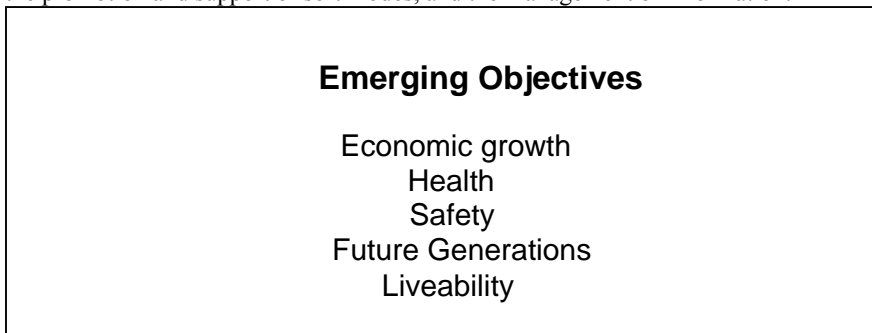 Emerging Objectives
Economic growth
Health
Safety
Future Generations
Liveability